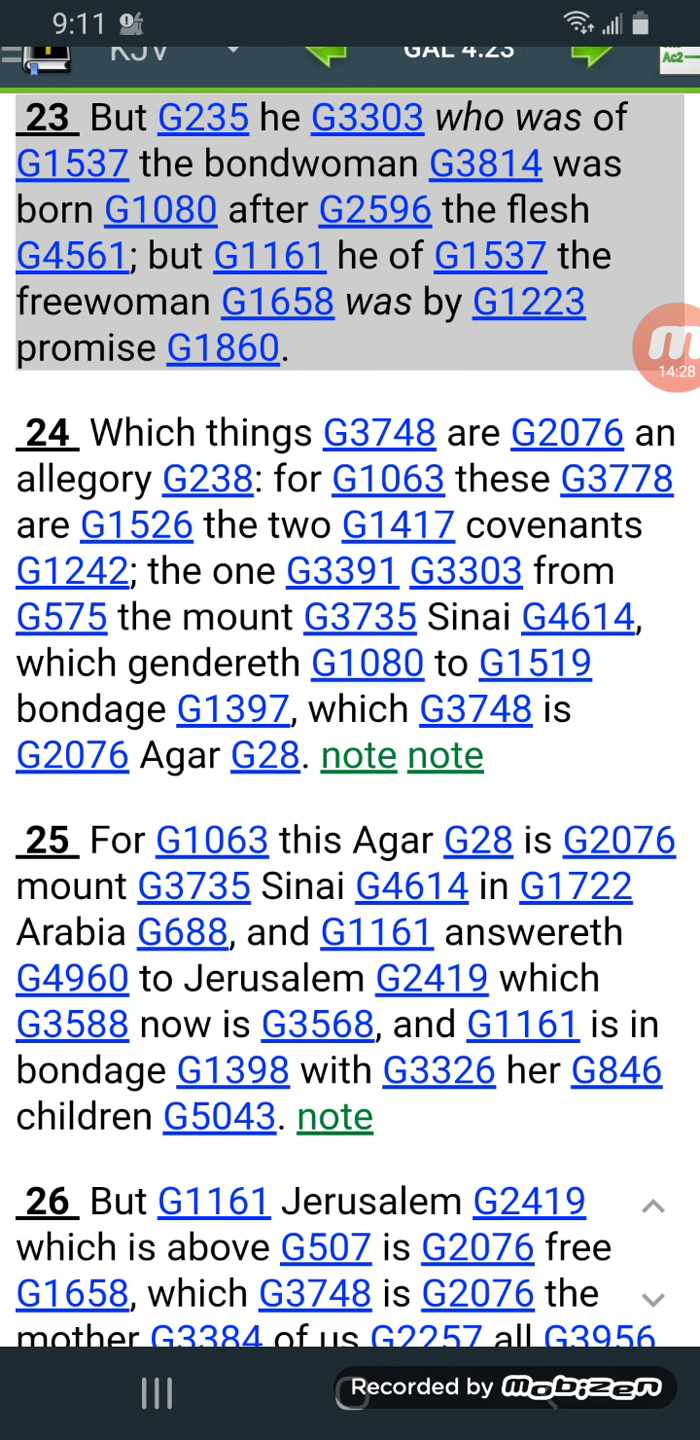 9:11
KJV GAL 4.23
Ac2
23 But G235 he G3303 who was of
G1537 the bondwoman G3814 was
born G1080 after G2596 the flesh
G4561; but G1161 he of G1537 the
freewoman G1658 was by G1223
promise G1860.
m
14:28
24 Which things G3748 are G2076 an
allegory G238: for G1063 these G3778
are G1526 the two G1417 covenants
G1242; the one G3391 G3303 from
G575 the mount G3735 Sinai G4614,
which gendereth G1080 to G1519
bondage G1397, which G3748 is
G2076 Agar G28. note note
25 For G1063 this Agar G28 is G2076
mount G3735 Sinai G4614 in G1722
Arabia G688, and G1161 answereth
G4960 to Jerusalem G2419 which
G3588 now is G3568, and G1161 is in
bondage G1398 with G3326 her G846
children G5043. note
26 But G1161 Jerusalem G2419
which is above G507 is G2076 free
G1658, which G3748 is G2076 the
mother G3384 of us G2257 all G3956
Recorded by mobizen